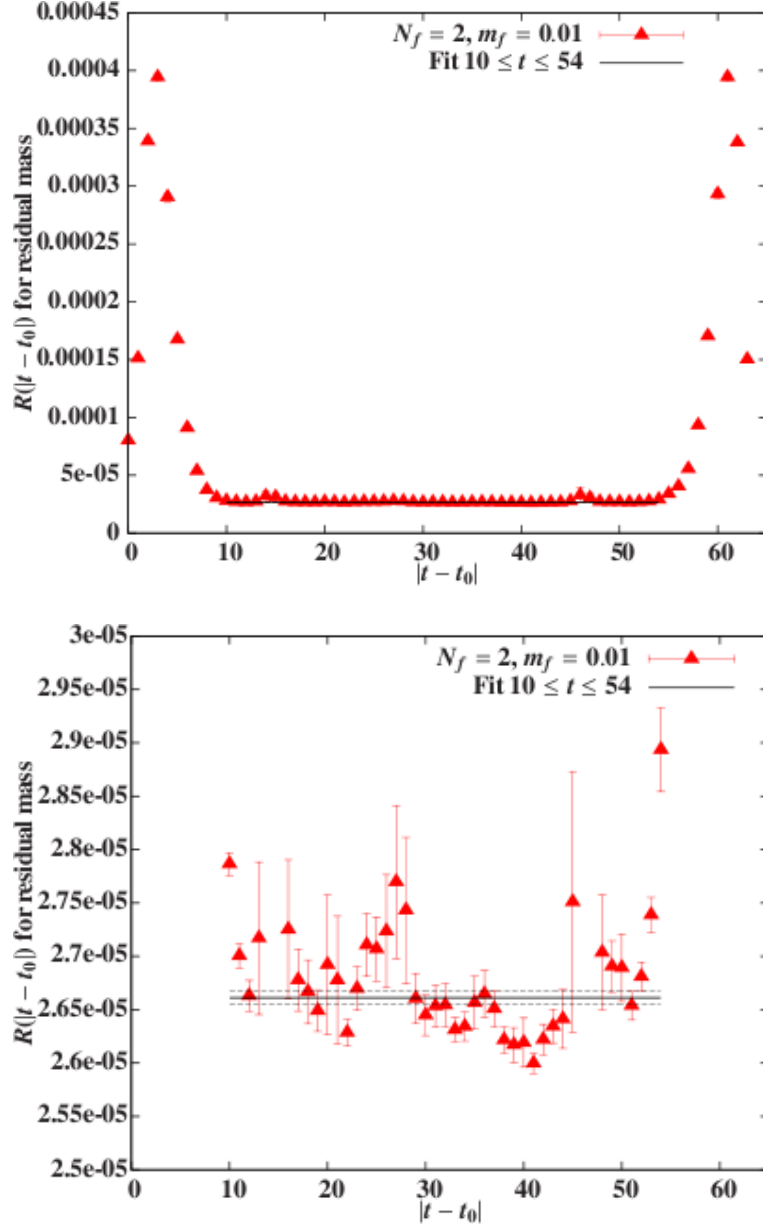 0.00045
0.0004
0.00035
0.0003
0.00025
0.0002
0.00015
0.0001
5e-05
0
R(|t − t₀|) for residual mass
N_f = 2, m_f = 0.01
Fit 10 ≤ t ≤ 54
0 10 20 30 40 50 60
|t − t₀|
3e-05
2.95e-05
2.9e-05
2.85e-05
2.8e-05
2.75e-05
2.7e-05
2.65e-05
2.6e-05
2.55e-05
2.5e-05
R(|t − t₀|) for residual mass
N_f = 2, m_f = 0.01
Fit 10 ≤ t ≤ 54
0 10 20 30 40 50 60
|t − t₀|